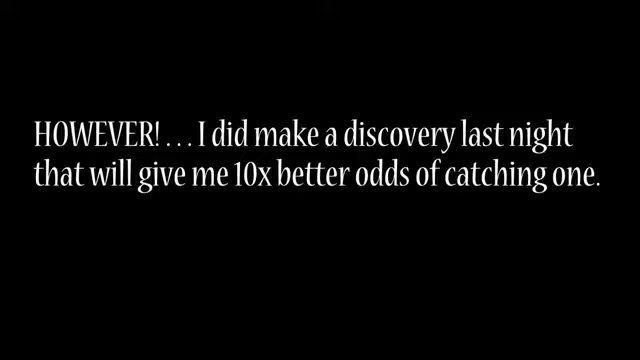 HOWEVER! . . . I did make a discovery last night
that will give me 10x better odds of catching one.